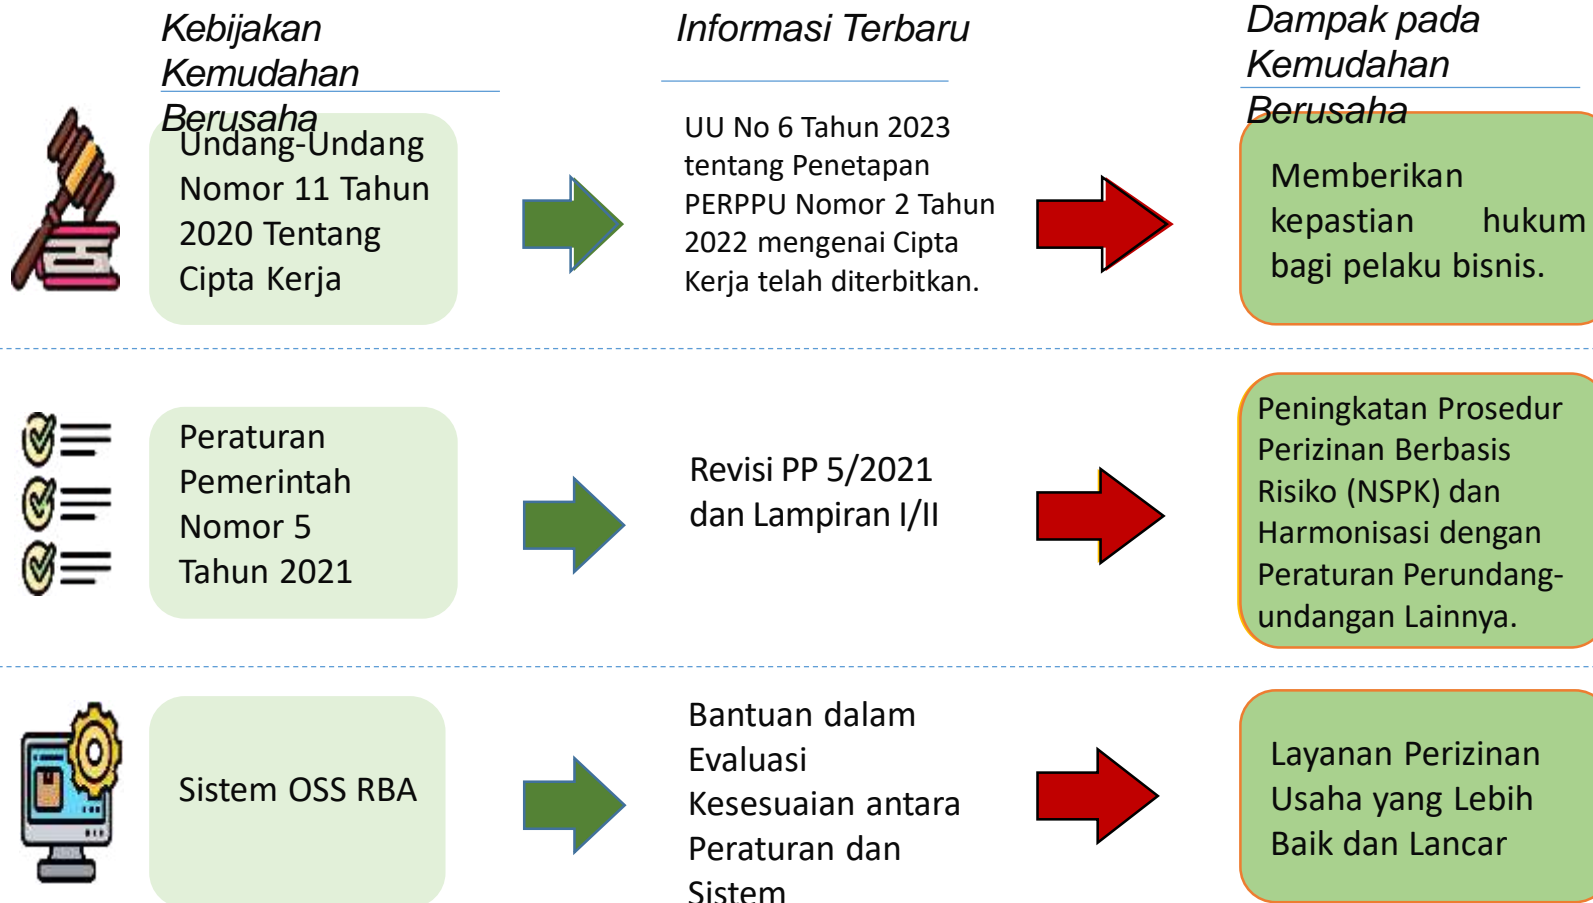 Kebijakan
Kemudahan
Berusaha
Informasi Terbaru
Dampak pada
Kemudahan
Berusaha
Undang-Undang
Nomor 11 Tahun
2020 Tentang
Cipta Kerja
UU No 6 Tahun 2023
tentang Penetapan
PERPPU Nomor 2 Tahun
2022 mengenai Cipta
Kerja telah diterbitkan.
Memberikan
kepastian hukum
bagi pelaku bisnis.
Peraturan
Pemerintah
Nomor 5
Tahun 2021
Revisi PP 5/2021
dan Lampiran I/II
Peningkatan Prosedur
Perizinan Berbasis
Risiko (NSPK) dan
Harmonisasi dengan
Peraturan Perundang-
undangan Lainnya.
Sistem OSS RBA
Bantuan dalam
Evaluasi
Kesesuaian antara
Peraturan dan
Sistem
Layanan Perizinan
Usaha yang Lebih
Baik dan Lancar